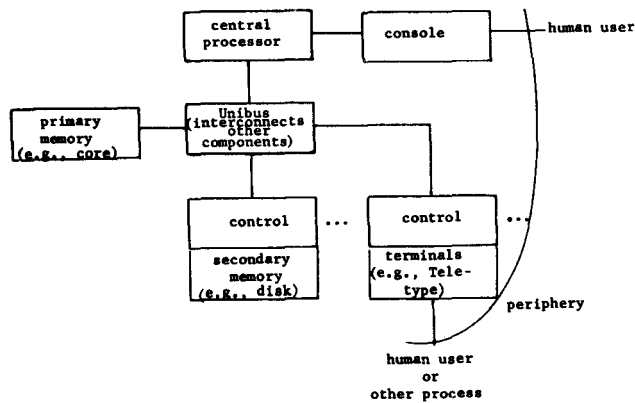 central
processor
console
human user
primary
memory
(e.g., core)
Unibus
(interconnects
other
components)
control
...
control
...
secondary
memory
(e.g., disk)
terminals
(e.g., Tele-
type)
periphery
human user
or
other process